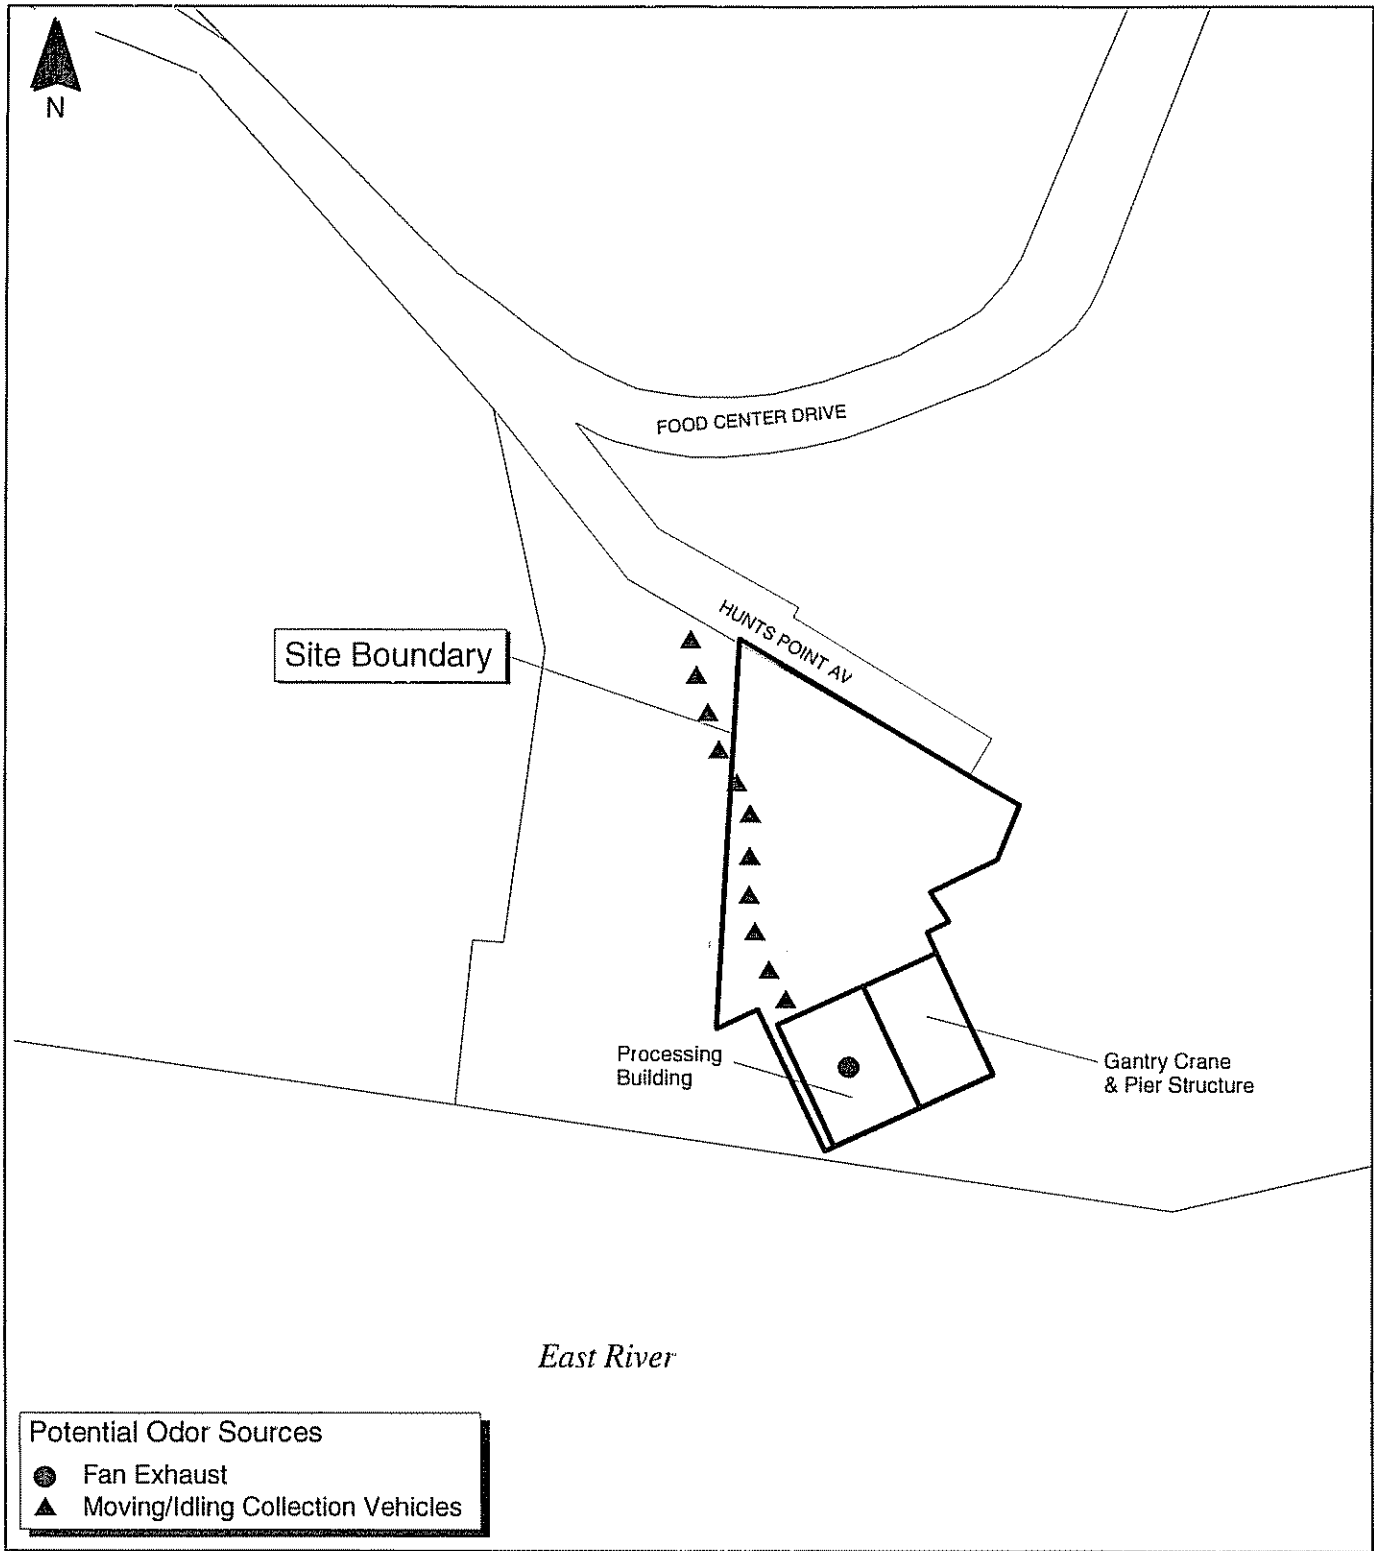 N
FOOD CENTER DRIVE
HUNTS POINT AV
Site Boundary
Processing
Building
Gantry Crane
& Pier Structure
East River
Potential Odor Sources
Fan Exhaust
Moving/Idling Collection Vehicles